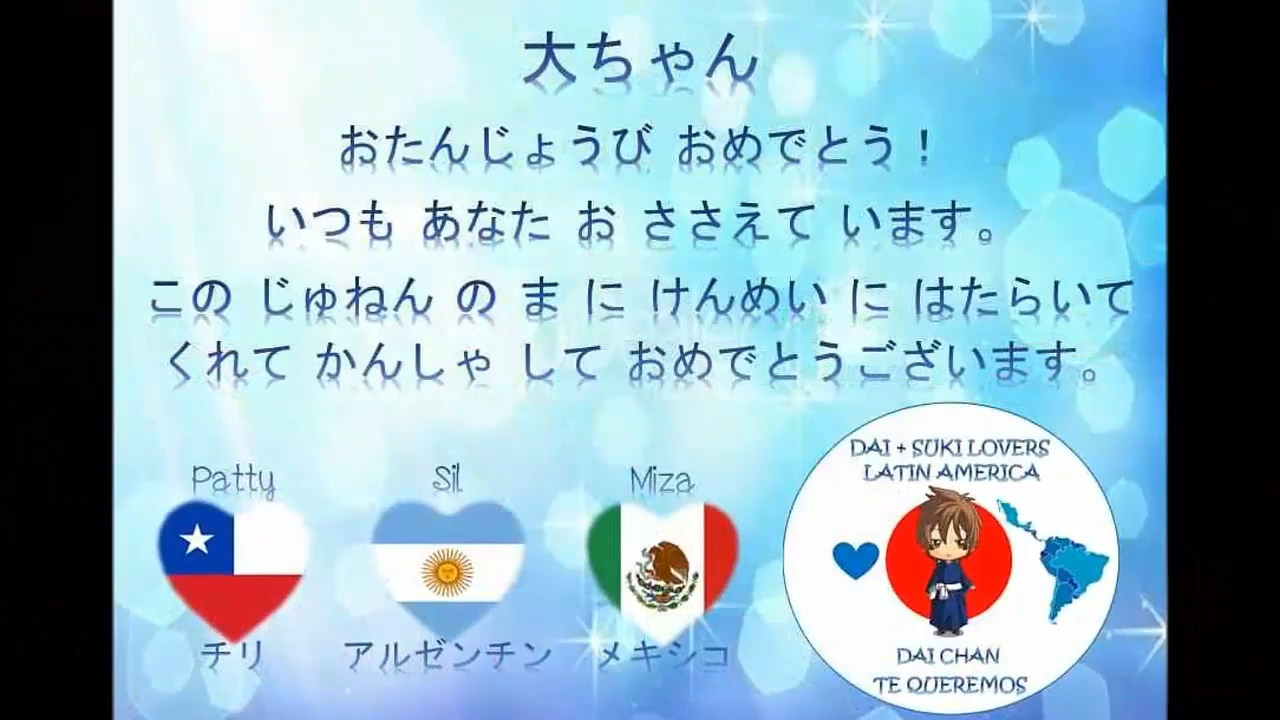 大ちゃん
おたんじょうび おめでとう！
いつも あなた お ささえて います。
この じゅねん の ま に けんめい に はたらいて
くれて かんしゃ して おめでとうございます。
Patty Sil Miza
チリ アルゼンチン メキシコ
DAI + SUKI LOVERS
LATIN AMERICA
DAI CHAN
TE QUEREMOS